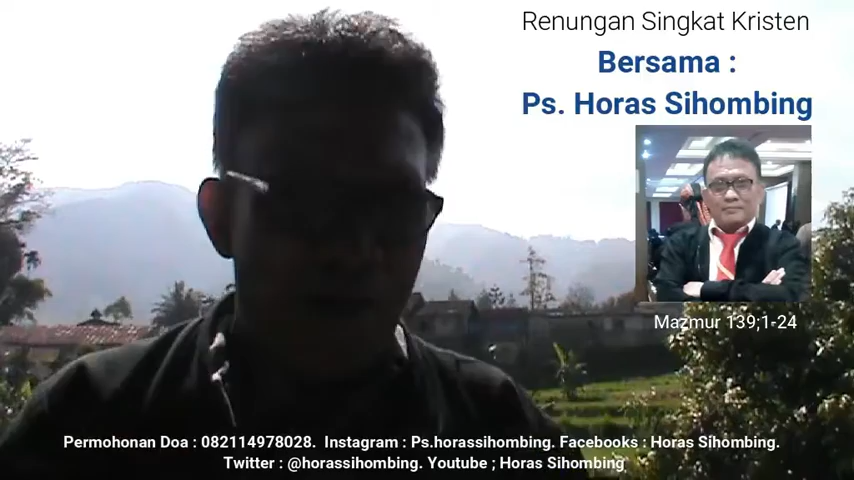 Renungan Singkat Kristen
Bersama :
Ps. Horas Sihombing
Mazmur 139;1-24
Permohonan Doa : 082114978028. Instagram : Ps.horassihombing. Facebooks : Horas Sihombing.
Twitter : @horassihombing. Youtube ; Horas Sihombing